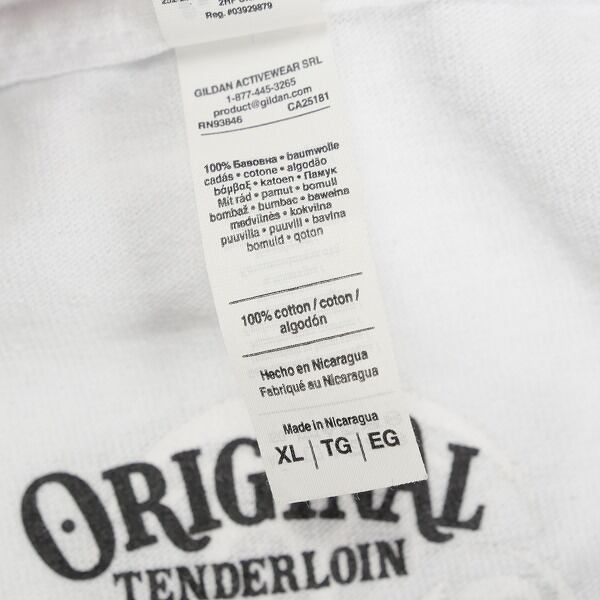 Reg. #03929879
GILDAN ACTIVEWEAR SRL
1-877-445-3265
product@gildan.com
RN93846 CA25181
100% Бавовна • baumwolle
cadás • cotone • algodão
βάμβαξ • katoen • Памук
Mit rád • pamut • bomull
bombaž • bumbac • bawełna
medvilnės • kokvilna
puuvilla • puuvill • bavlna
bomuld • qoton
100% cotton / coton /
algodón
Hecho en Nicaragua
Fabriqué au Nicaragua
Made in Nicaragua
XL | TG | EG
ORIGINAL
TENDERLOIN